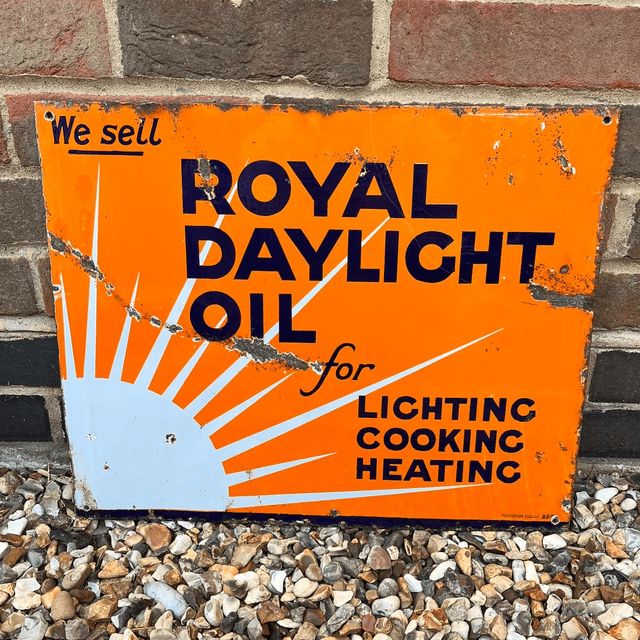 We sell
ROYAL
DAYLIGHT
OIL
for
LIGHTING
COOKING
HEATING